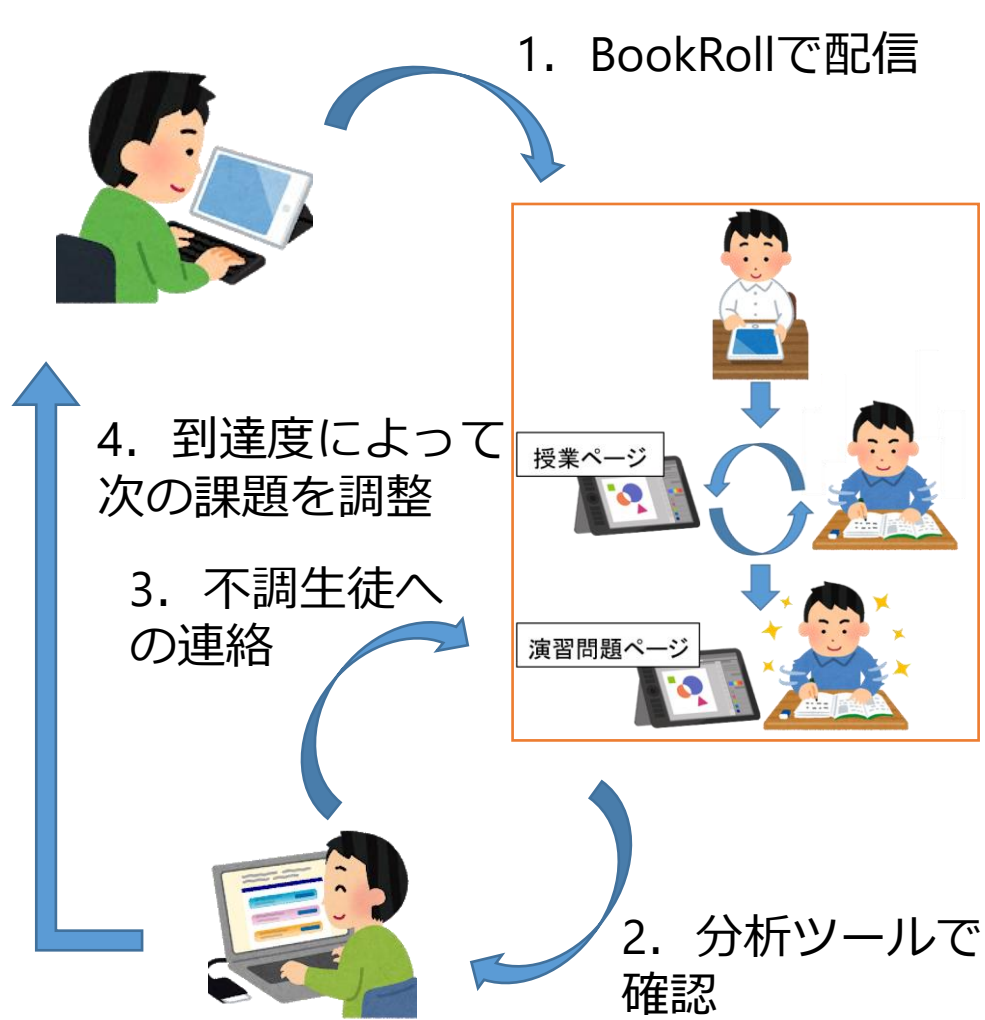 1. BookRollで配信
授業ページ
演習問題ページ
2. 分析ツールで
確認
3. 不調生徒へ
の連絡
4. 到達度によって
次の課題を調整